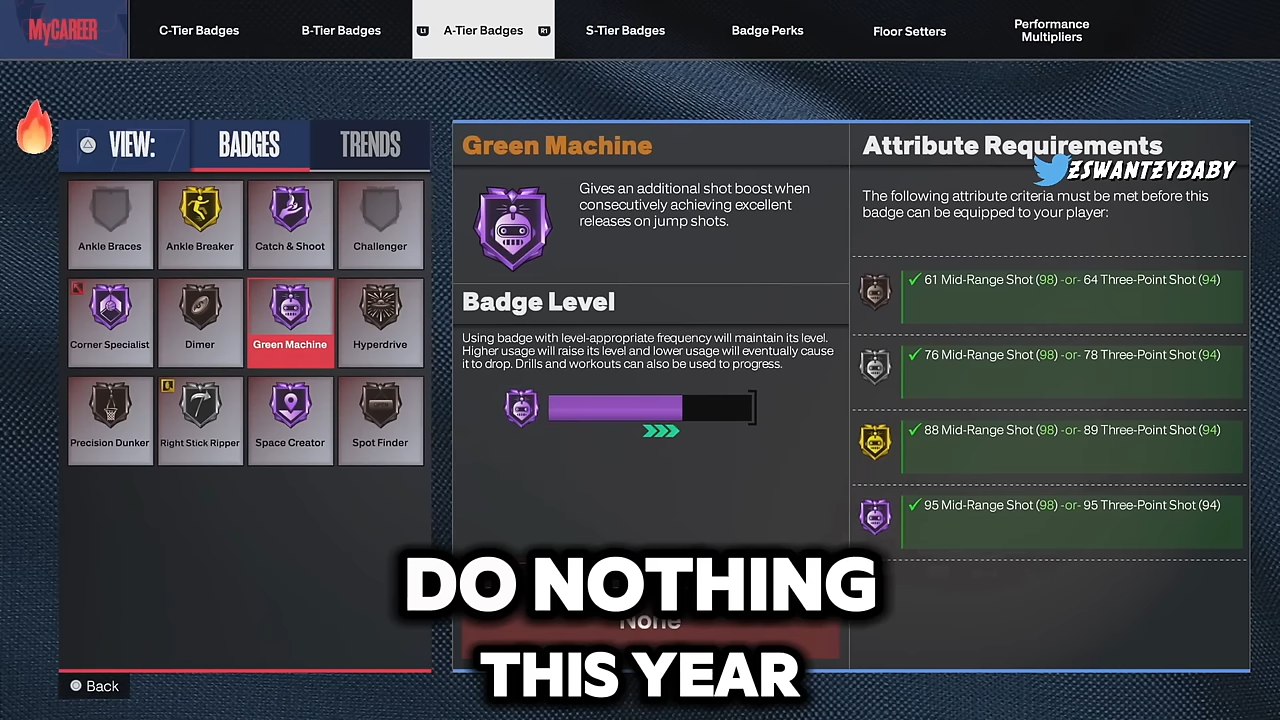 MyCAREER
C-Tier Badges
B-Tier Badges
L1
A-Tier Badges
R1
S-Tier Badges
Badge Perks
Floor Setters
Performance
Multipliers
VIEW:
BADGES
TRENDS
Ankle Braces
Ankle Breaker
Catch & Shoot
Challenger
Corner Specialist
Dimer
Green Machine
Hyperdrive
Precision Dunker
Right Stick Ripper
Space Creator
Spot Finder
Back
Green Machine
Gives an additional shot boost when
consecutively achieving excellent
releases on jump shots.
Badge Level
Using badge with level-appropriate frequency will maintain its level.
Higher usage will raise its level and lower usage will eventually cause
it to drop. Drills and workouts can also be used to progress.
None
Attribute Requirements
ZSWANTZYBABY
The following attribute criteria must be met before this
badge can be equipped to your player:
61 Mid-Range Shot (98) -or- 64 Three-Point Shot (94)
76 Mid-Range Shot (98) -or- 78 Three-Point Shot (94)
88 Mid-Range Shot (98) -or- 89 Three-Point Shot (94)
95 Mid-Range Shot (98) -or- 95 Three-Point Shot (94)
DO NOTHING
THIS YEAR